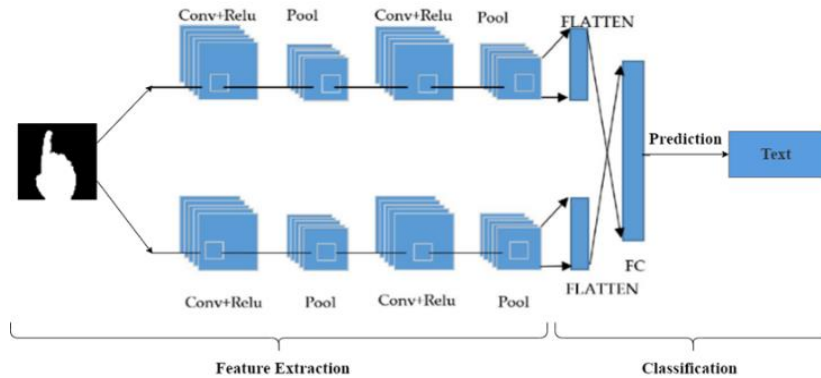 Conv+Relu Pool Conv+Relu Pool FLATTEN
Prediction
Text
FC
FLATTEN
Conv+Relu Pool Conv+Relu Pool
Feature Extraction Classification